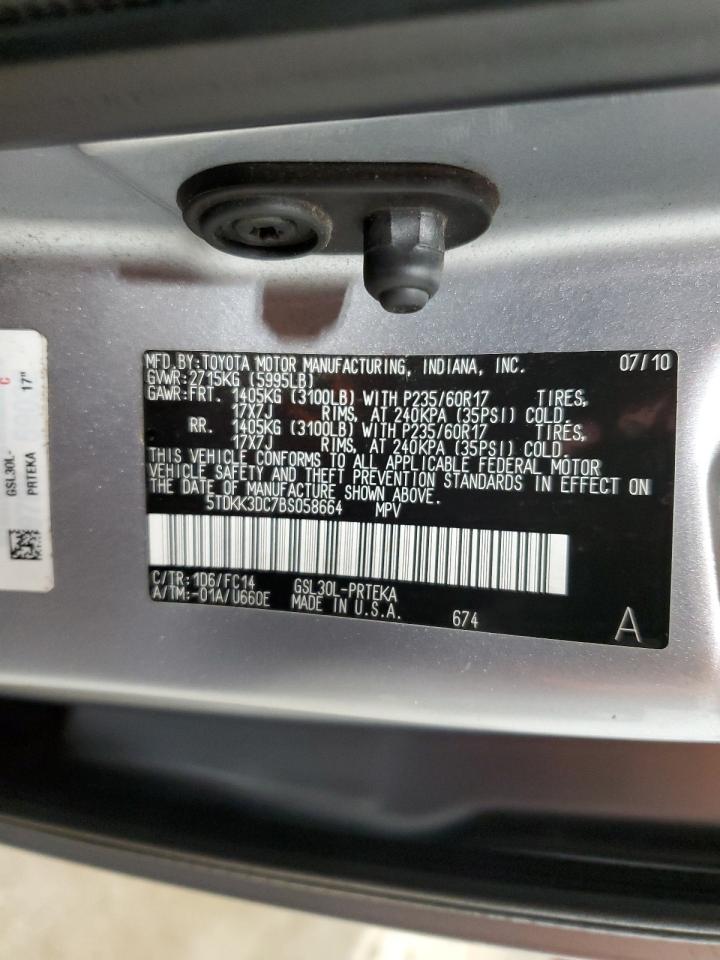 MFD.BY:TOYOTA MOTOR MANUFACTURING, INDIANA, INC. 07/10
GVWR:2715KG (5995LB)
GAWR:FRT. 1405KG (3100LB) WITH P235/60R17 TIRES,
17X7J RIMS, AT 240KPA (35PSI) COLD.
RR. 1405KG (3100LB) WITH P235/60R17 TIRES,
17X7J RIMS, AT 240KPA (35PSI) COLD.
THIS VEHICLE CONFORMS TO ALL APPLICABLE FEDERAL MOTOR
VEHICLE SAFETY AND THEFT PREVENTION STANDARDS IN EFFECT ON
THE DATE OF MANUFACTURE SHOWN ABOVE.
5TDKK3DC7BS058664 MPV
C/TR:1D6/FC14 GSL30L-PRTEKA
A/TM:-01A/U660E MADE IN U.S.A. 674
A
GSL30L-
PRTEKA
17"
C